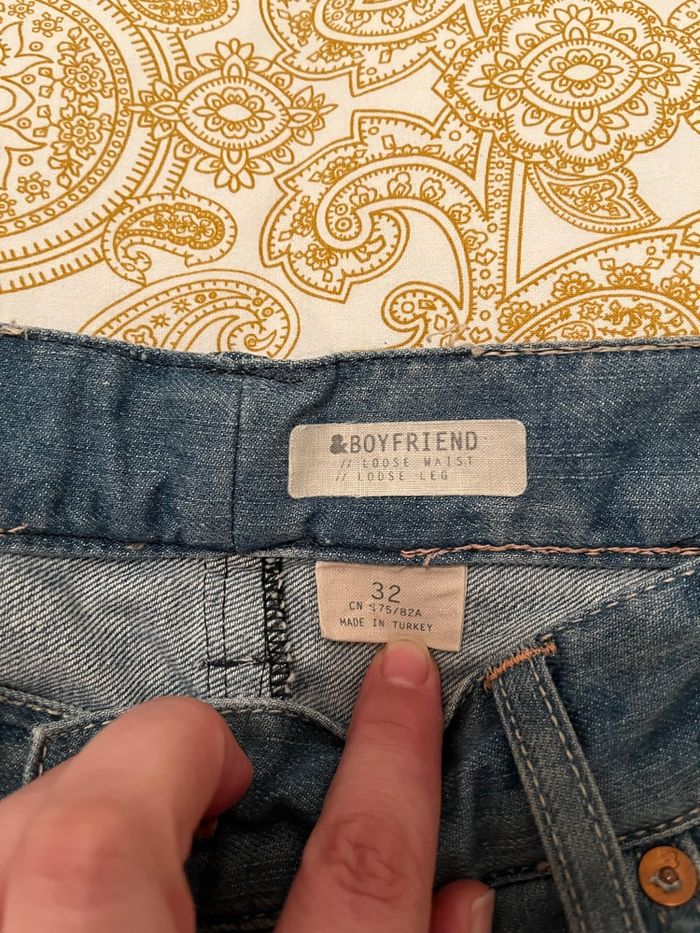 &BOYFRIEND
// LOOSE WAIST
// LOOSE LEG
32
CN 175/82A
MADE IN TURKEY